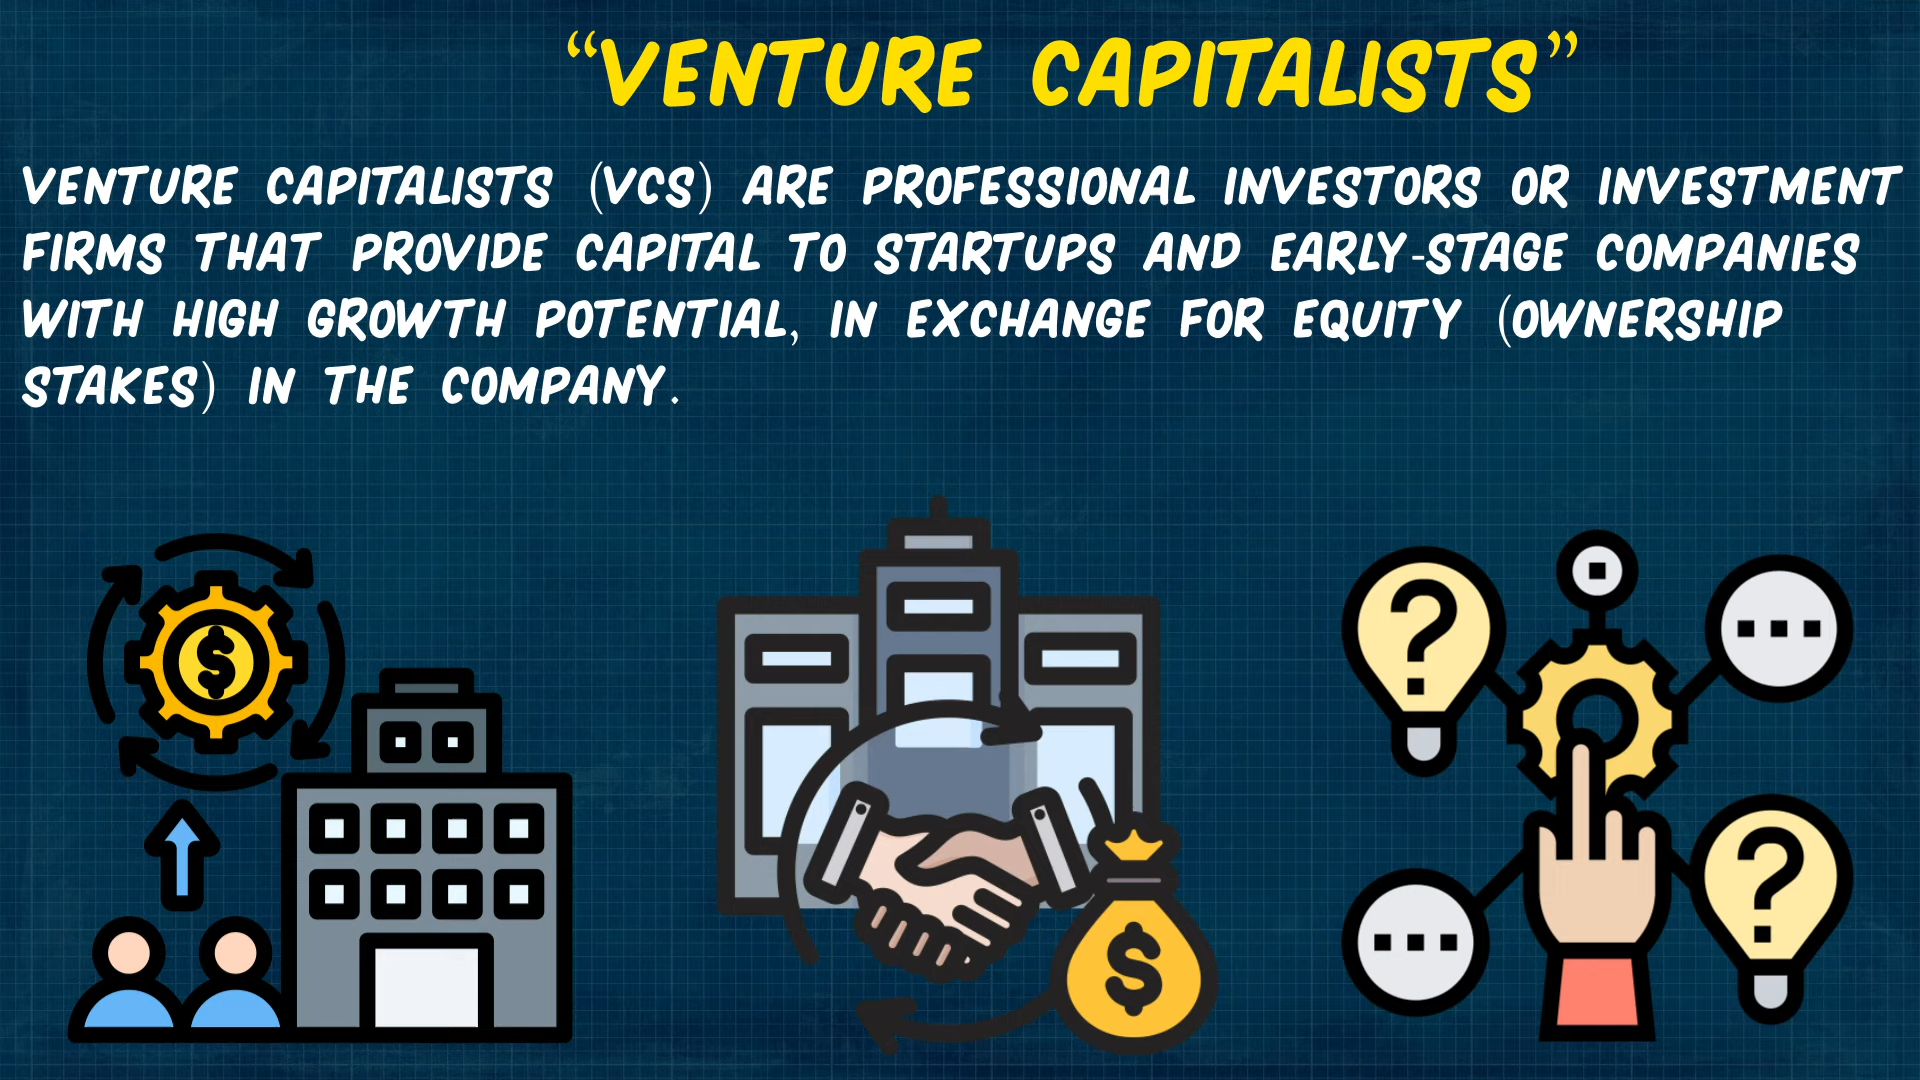 “VENTURE CAPITALISTS”
VENTURE CAPITALISTS (VCS) ARE PROFESSIONAL INVESTORS OR INVESTMENT
FIRMS THAT PROVIDE CAPITAL TO STARTUPS AND EARLY-STAGE COMPANIES
WITH HIGH GROWTH POTENTIAL, IN EXCHANGE FOR EQUITY (OWNERSHIP
STAKES) IN THE COMPANY.
$
$
?
?